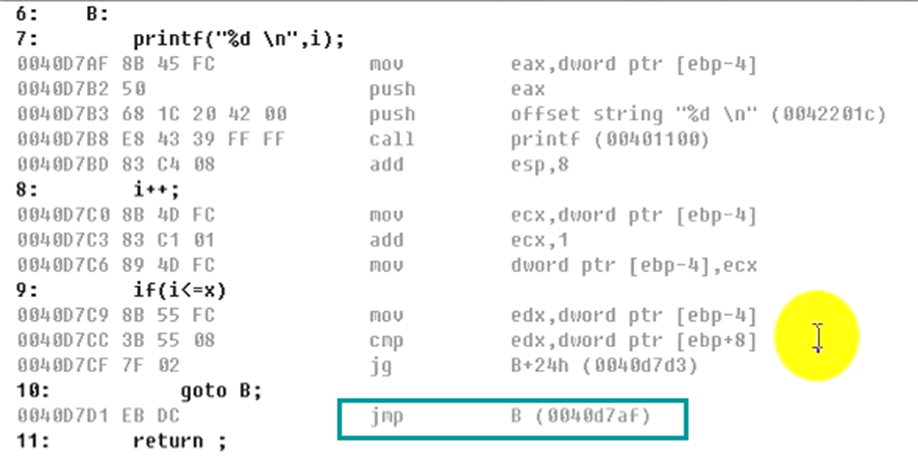 6:    B:
7:        printf("%d \n",i);
0040D7AF 8B 45 FC             mov         eax,dword ptr [ebp-4]
0040D7B2 50                   push        eax
0040D7B3 68 1C 20 42 00       push        offset string "%d \n" (0042201c)
0040D7B8 E8 43 39 FF FF       call        printf (00401100)
0040D7BD 83 C4 08             add         esp,8
8:        i++;
0040D7C0 8B 4D FC             mov         ecx,dword ptr [ebp-4]
0040D7C3 83 C1 01             add         ecx,1
0040D7C6 89 4D FC             mov         dword ptr [ebp-4],ecx
9:        if(i<=x)
0040D7C9 8B 55 FC             mov         edx,dword ptr [ebp-4]
0040D7CC 3B 55 08             cmp         edx,dword ptr [ebp+8]
0040D7CF 7F 02                jg          B+24h (0040d7d3)
10:           goto B;
0040D7D1 EB DC                jmp         B (0040d7af)
11:       return ;